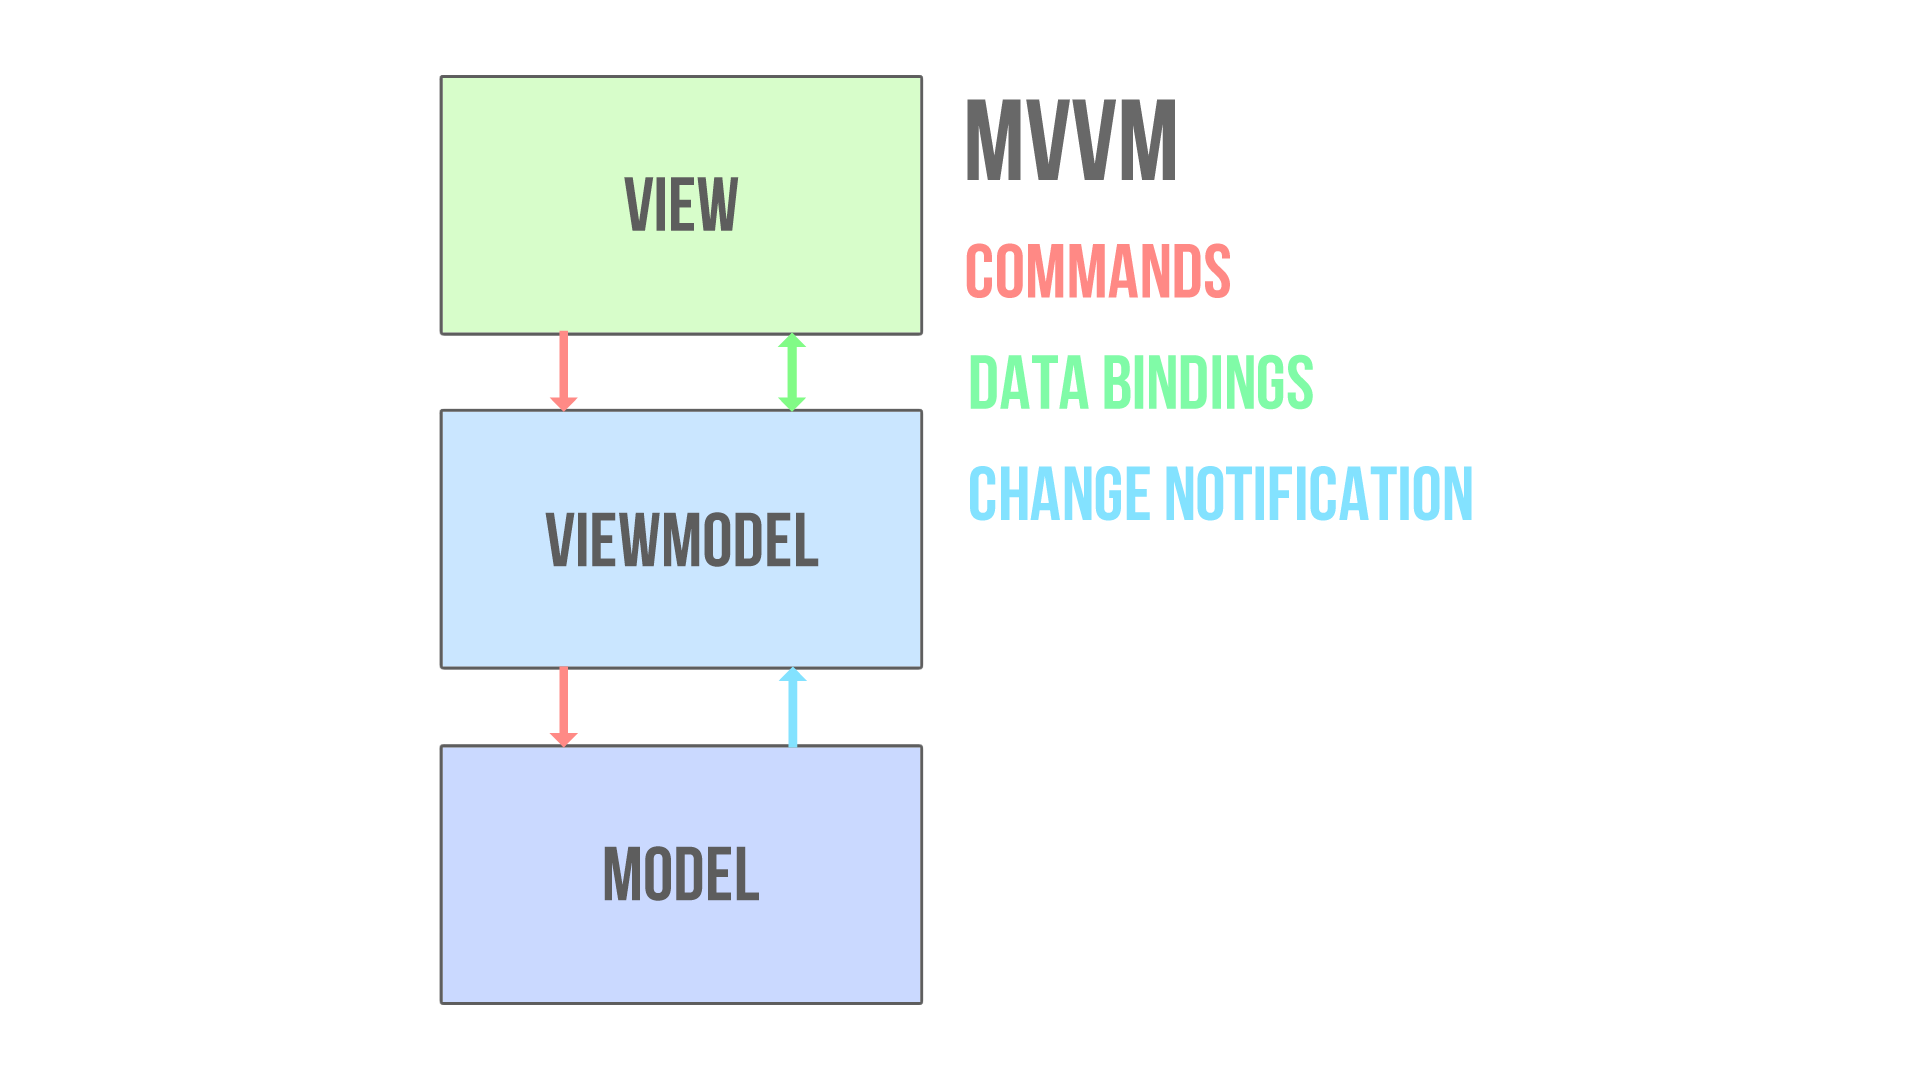 VIEW
VIEWMODEL
MODEL
MVVM
COMMANDS
DATA BINDINGS
CHANGE NOTIFICATION